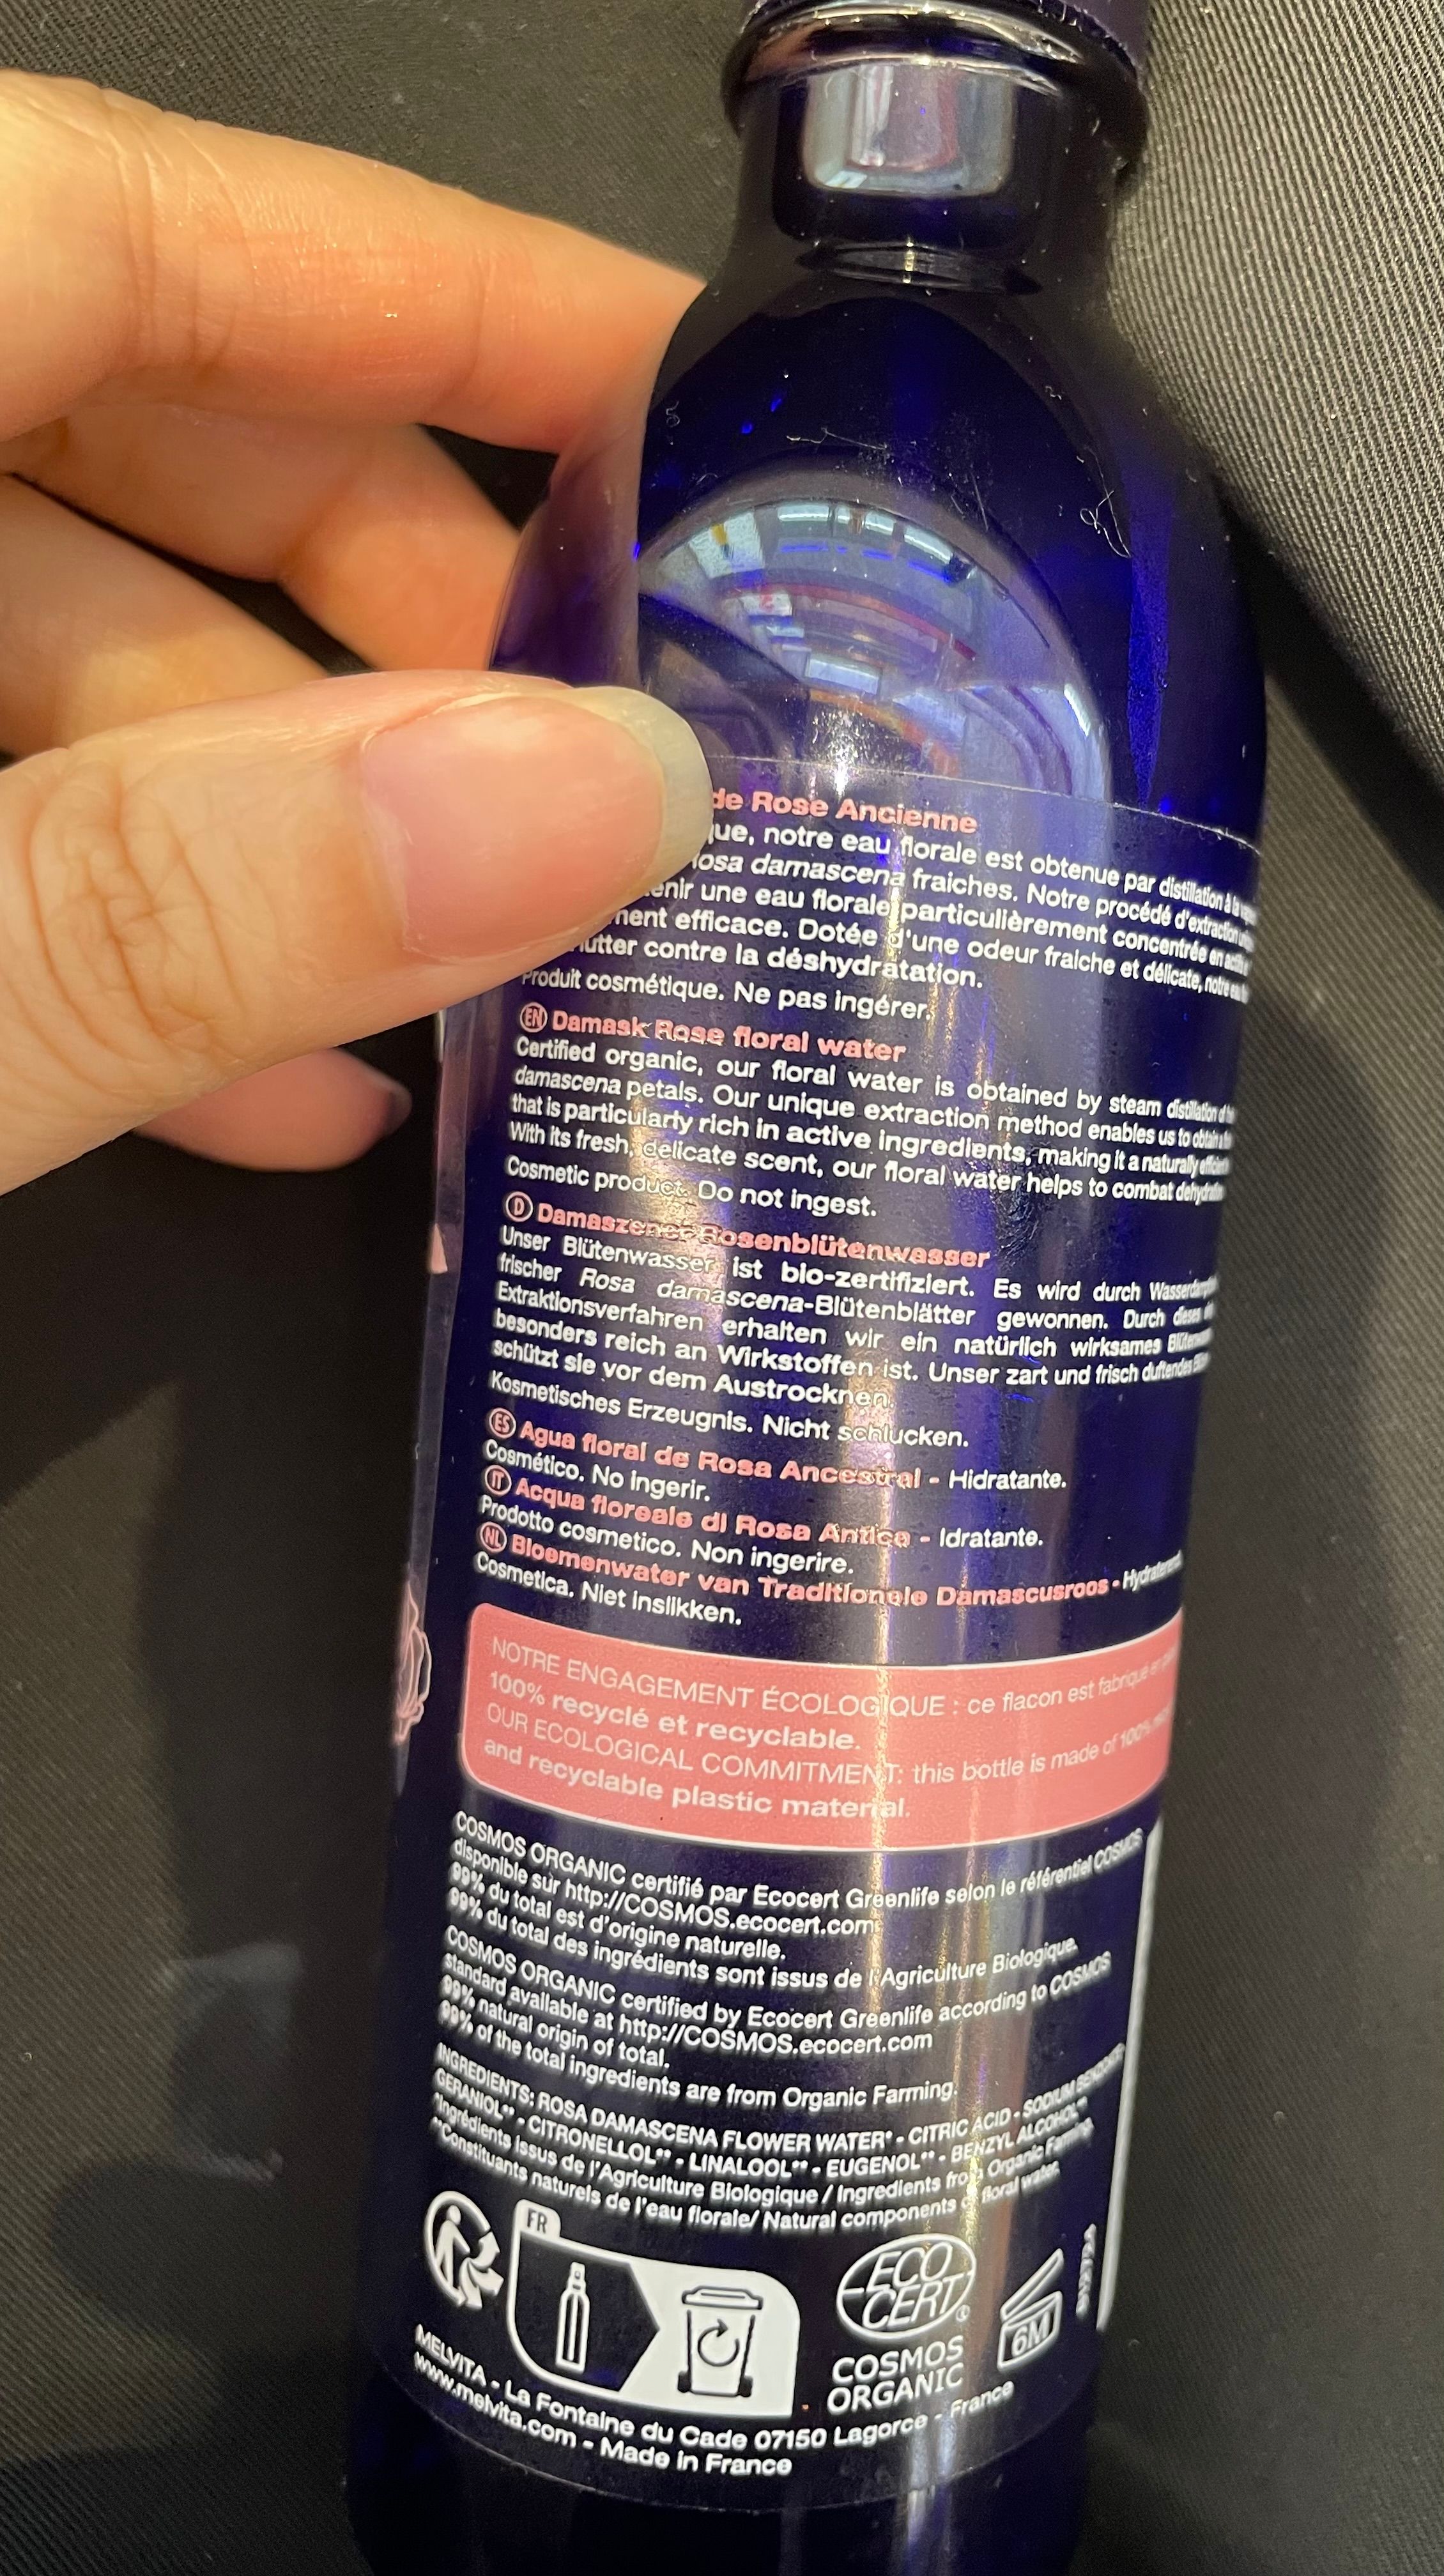 de Rose Ancienne
notre eau florale est obtenue par distillation à la
damascena fraiches. Notre procédé d'extraction
une eau florale particulièrement concentrée en
efficace. Dotée d'une odeur fraiche et délicate, notre
contre la déshydratation.
Produit cosmétique. Ne pas ingérer.
EN Damask Rose floral water
Certified organic, our floral water is obtained by steam distillation of
damascena petals. Our unique extraction method enables us to obtain a
that is particularly rich in active ingredients, making it a naturally
With its fresh, delicate scent, our floral water helps to combat
Cosmetic product. Do not ingest.
D Damaszener Rosenblütenwasser
Unser Blütenwasser ist bio-zertifiziert. Es wird durch
frischer Rosa damascena-Blütenblätter gewonnen. Durch dieses
Extraktionsverfahren erhalten wir ein natürlich wirksames
besonders reich an Wirkstoffen ist. Unser zart und frisch duftendes
schützt sie vor dem Austrocknen.
Kosmetisches Erzeugnis. Nicht schlucken.
ES Agua floral de Rosa Ancestral - Hidratante.
Cosmético. No ingerir.
IT Acqua floreale di Rosa Antica - Idratante.
Prodotto cosmetico. Non ingerire.
NL Bloemenwater van Traditionele Damascusroos - Hydraterend.
Cosmetica. Niet inslikken.
NOTRE ENGAGEMENT ÉCOLOGIQUE : ce flacon est fabriqué
100% recyclé et recyclable.
OUR ECOLOGICAL COMMITMENT: this bottle is made of 100%
and recyclable plastic material.
COSMOS ORGANIC certifié par Ecocert Greenlife selon le référentiel COSMOS
disponible sur http://COSMOS.ecocert.com
99% du total est d'origine naturelle.
99% du total des ingrédients sont issus de l'Agriculture Biologique.
COSMOS ORGANIC certified by Ecocert Greenlife according to COSMOS
standard available at http://COSMOS.ecocert.com
99% natural origin of total.
99% of the total ingredients are from Organic Farming.
INGREDIENTS: ROSA DAMASCENA FLOWER WATER* - CITRIC ACID - SODIUM BENZOATE
GERANIOL** - CITRONELLOL** - LINALOOL** - EUGENOL** - BENZYL ALCOHOL**
*Ingrédients issus de l'Agriculture Biologique / Ingredients from Organic Farming.
**Constituants naturels de l'eau florale/ Natural components of floral water.
FR
ECO
CERT
®
COSMOS
ORGANIC
6M
MELVITA - La Fontaine du Cade 07150 Lagorce - France
www.melvita.com - Made in France